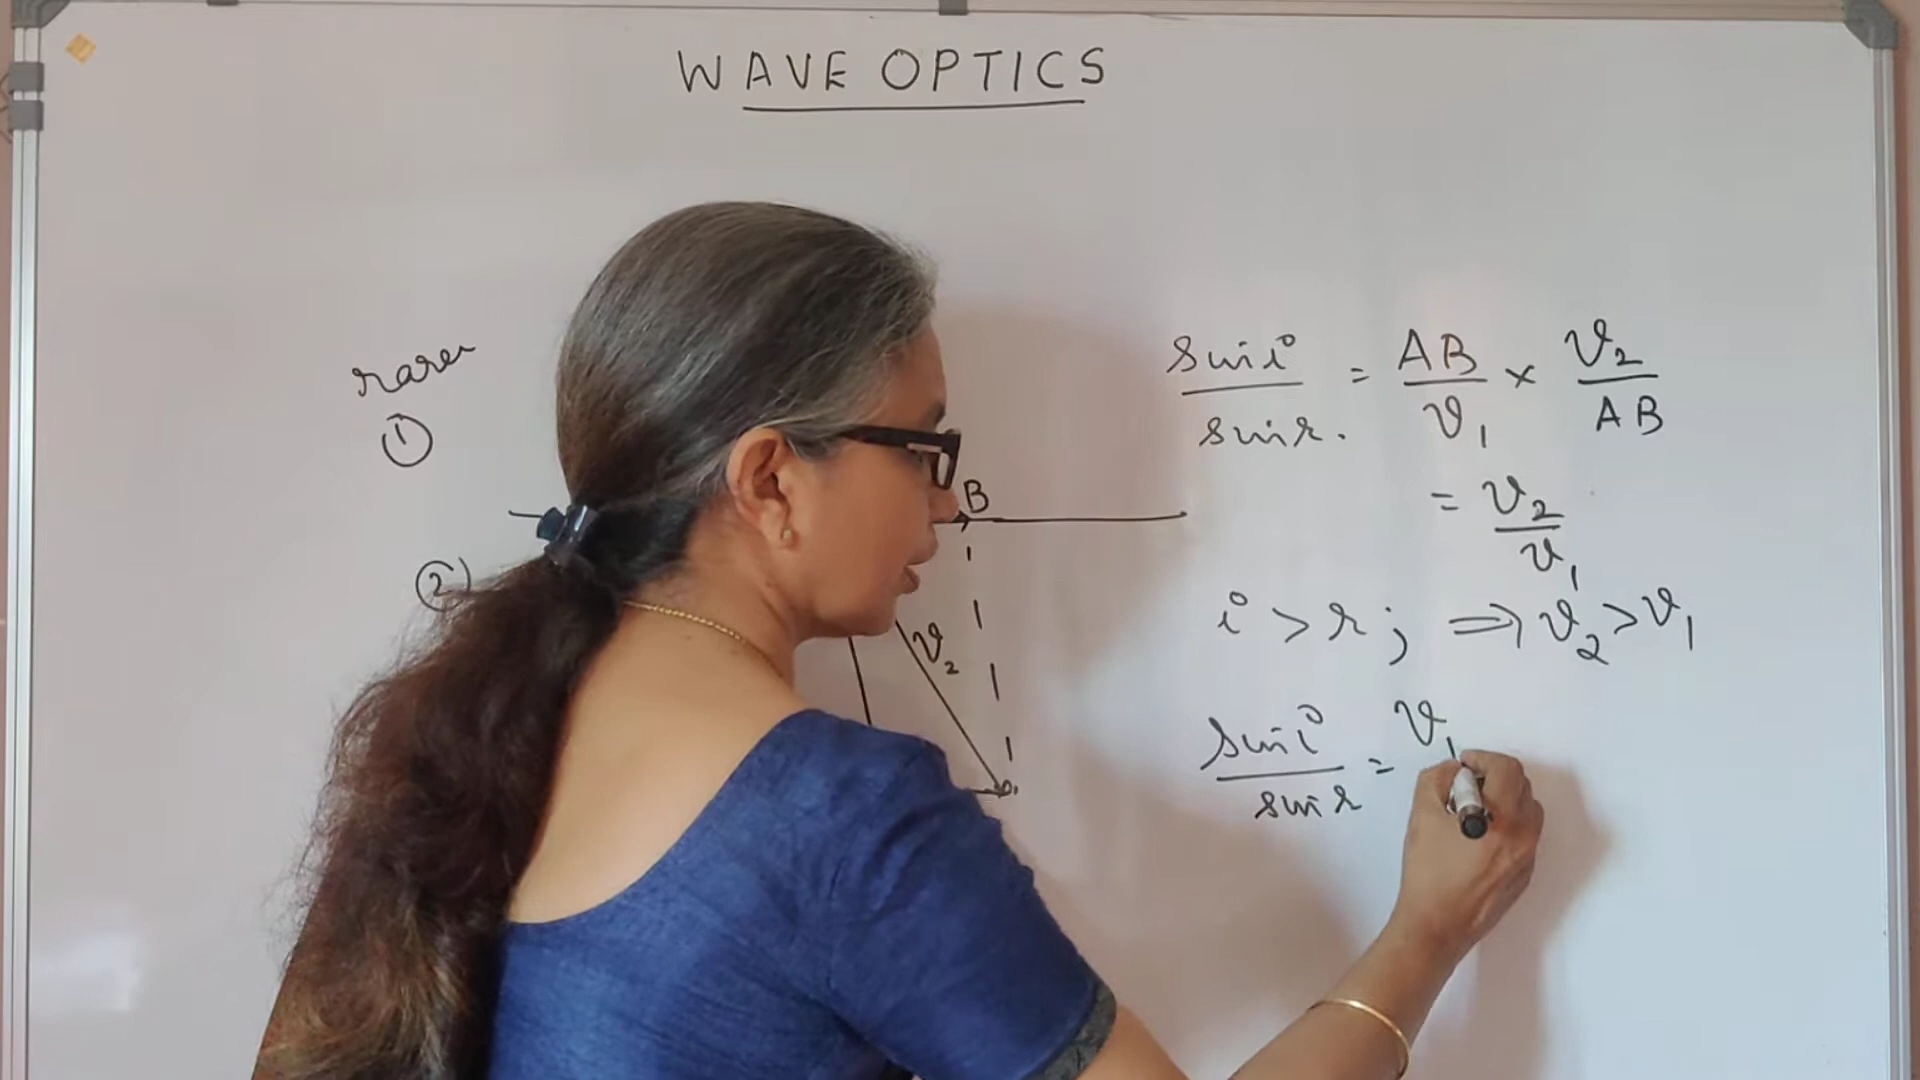 WAVE OPTICS
rarer
①
②
B
v₂
sin i / sin r. = AB / v₁ × v₂ / AB
= v₂ / v₁
i > r ; ⇒ v₂ > v₁
sin i / sin r = v₁